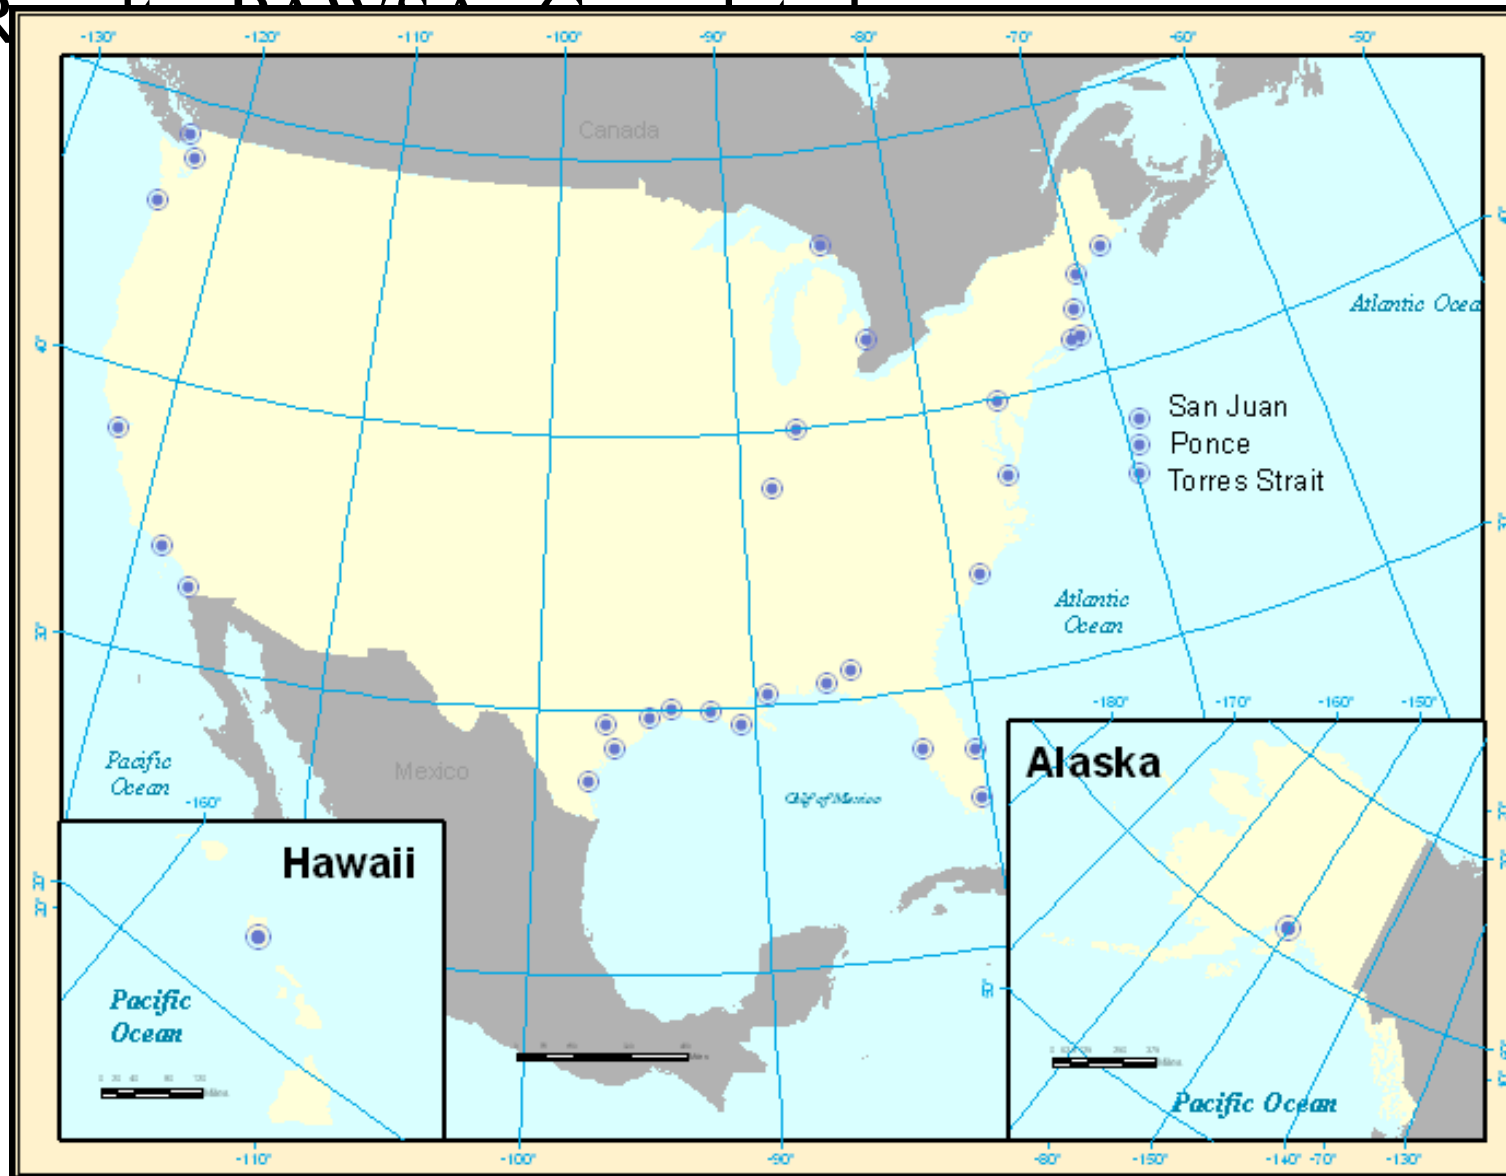 -130° -120° -110° -100° -90° -80° -70° -60° -50°
Canada
Atlantic Ocea
San Juan
Ponce
Torres Strait
Atlantic
Ocean
-180° -170° -160° -150°
Alaska
Pacific
Ocean
Mexico
Gulf of Mexico
-160°
Hawaii
Pacific
Ocean
Pacific Ocean
-110° -100° -90° -80° -150° -140° -70° -130°